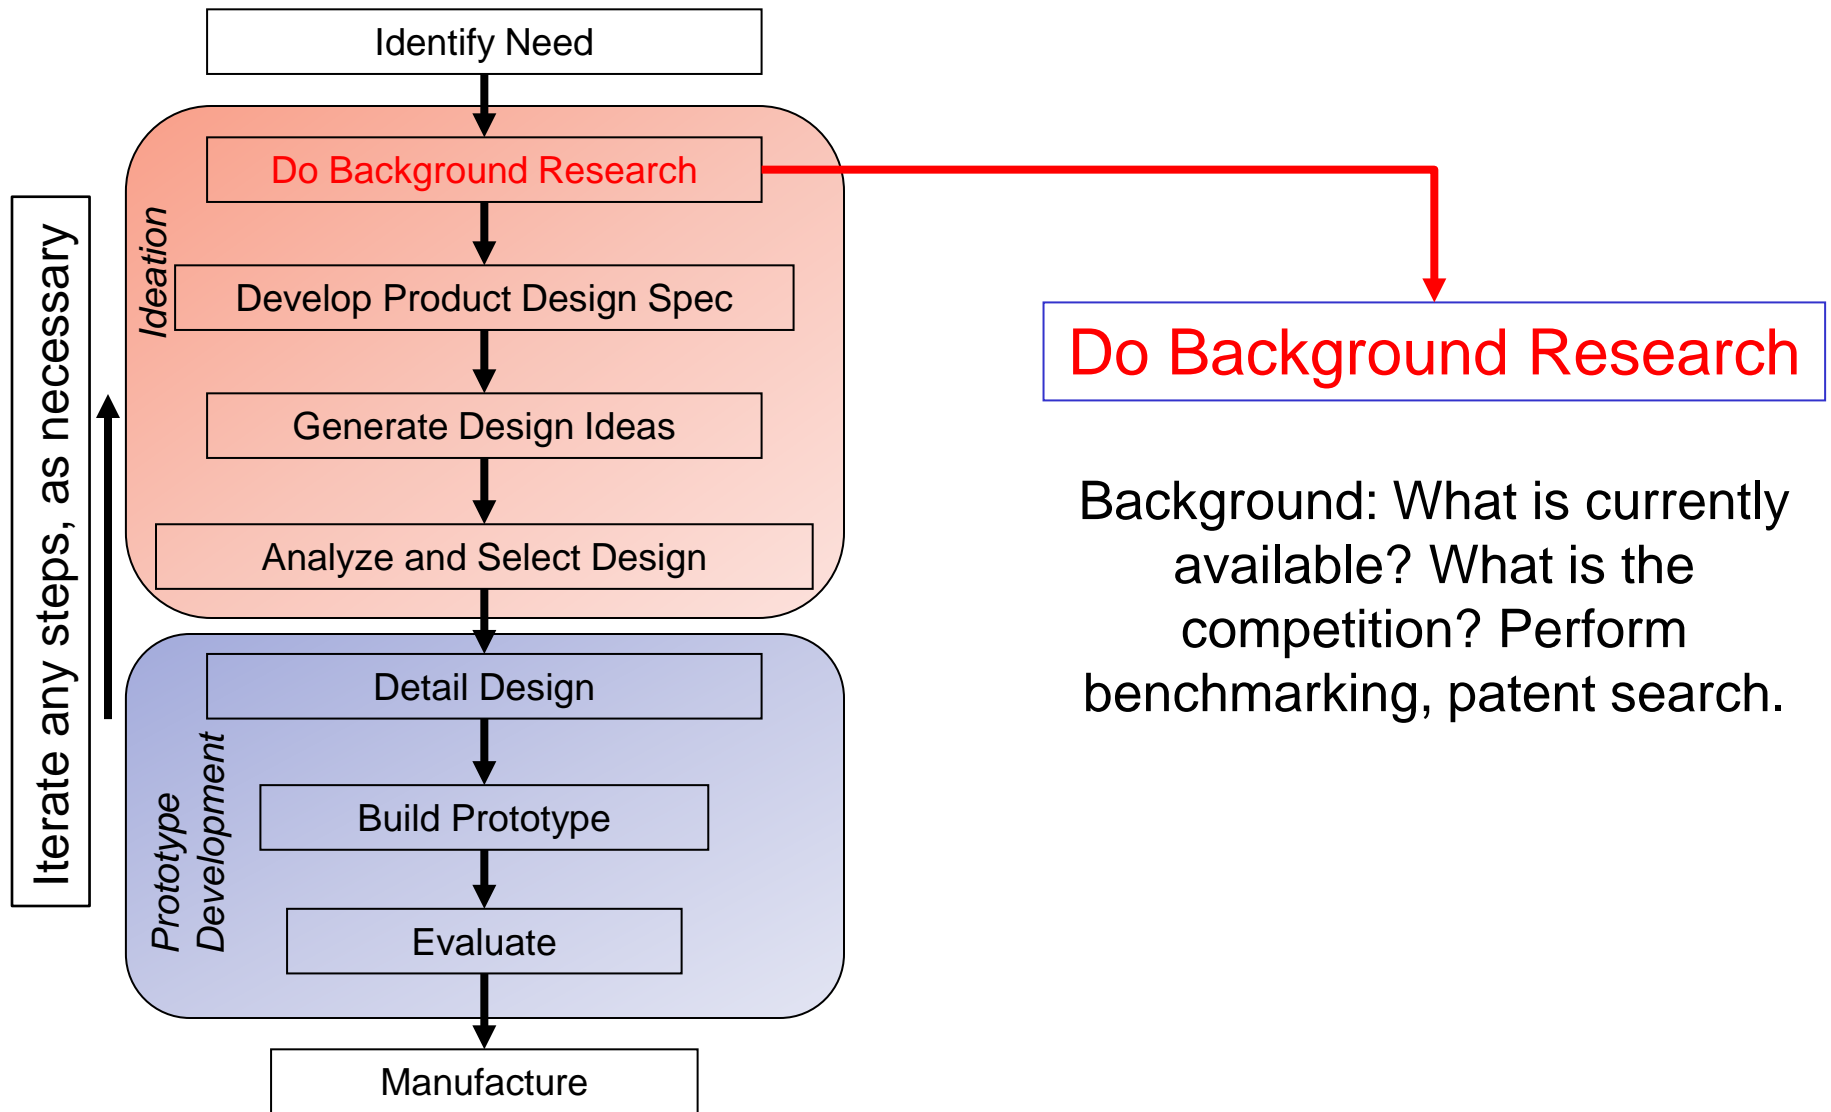 Identify Need
Do Background Research
Develop Product Design Spec
Generate Design Ideas
Analyze and Select Design
Ideation
Iterate any steps, as necessary
Detail Design
Build Prototype
Evaluate
Prototype
Development
Manufacture
Do Background Research
Background: What is currently
available? What is the
competition? Perform
benchmarking, patent search.